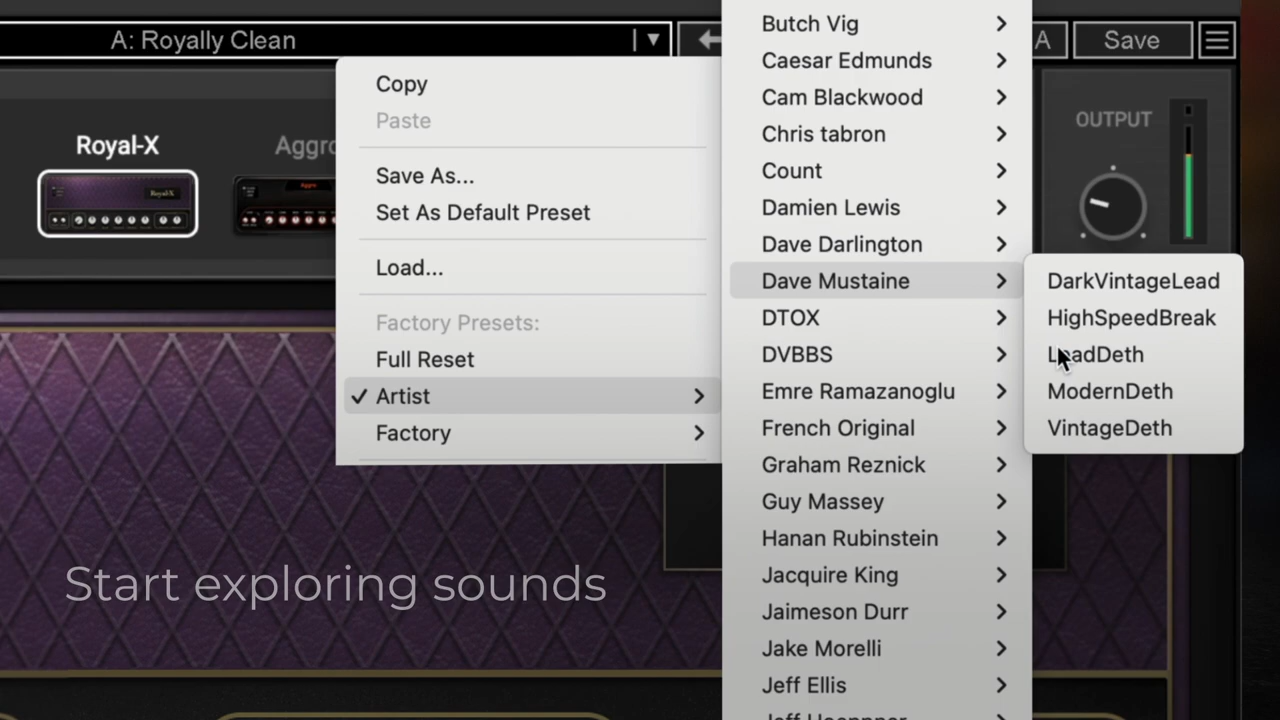 A: Royally Clean
A
Save
Royal-X
Aggro
OUTPUT
Copy
Paste
Save As...
Set As Default Preset
Load...
Factory Presets:
Full Reset
Artist
Factory
Butch Vig
Caesar Edmunds
Cam Blackwood
Chris tabron
Count
Damien Lewis
Dave Darlington
Dave Mustaine
DTOX
DVBBS
Emre Ramazanoglu
French Original
Graham Reznick
Guy Massey
Hanan Rubinstein
Jacquire King
Jaimeson Durr
Jake Morelli
Jeff Ellis
DarkVintageLead
HighSpeedBreak
LeadDeth
ModernDeth
VintageDeth
Start exploring sounds